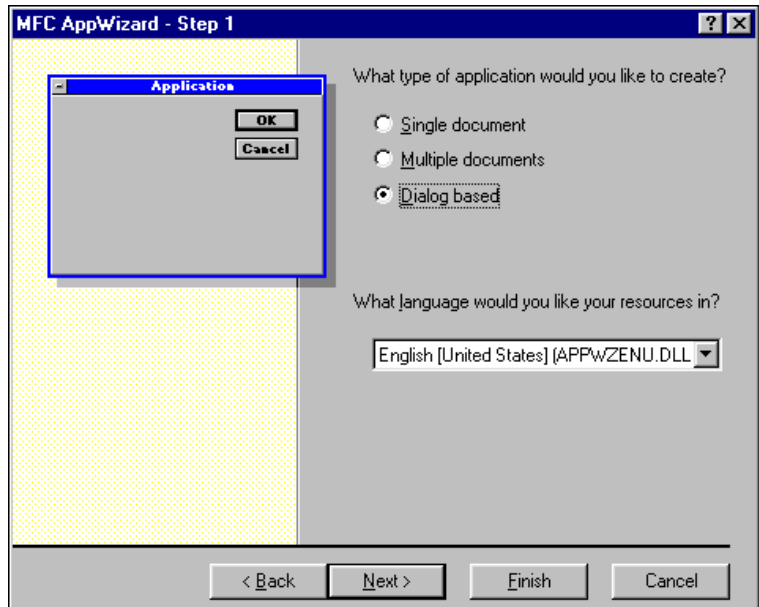 MFC AppWizard - Step 1
Application
OK
Cancel
What type of application would you like to create?
Single document
Multiple documents
Dialog based
What language would you like your resources in?
English [United States] (APPWZENU.DLL
< Back
Next >
Finish
Cancel